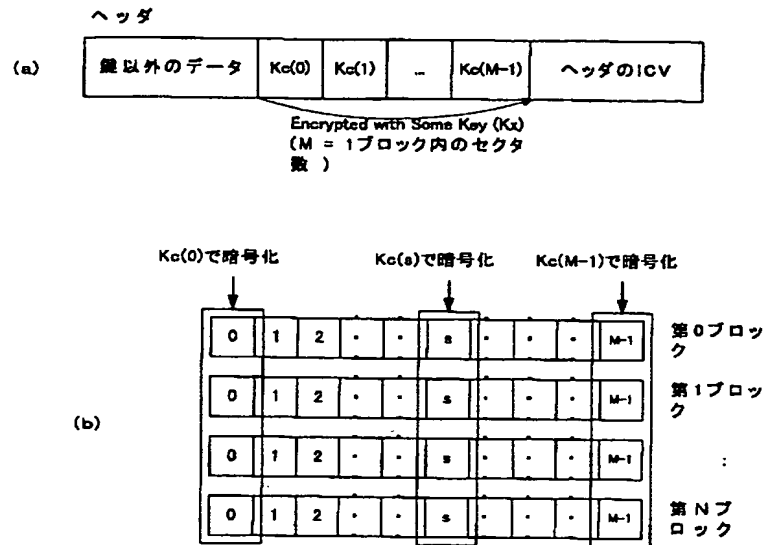 ヘッダ
(a)
鍵以外のデータ Kc(0) Kc(1) … Kc(M-1) ヘッダのICV
Encrypted with Some Key (Kx)
(M = 1ブロック内のセクタ
数 )
Kc(0)で暗号化 Kc(s)で暗号化 Kc(M-1)で暗号化
0 1 2 ・ ・ s ・ ・ ・ M-1 第0ブロッ
ク
0 1 2 ・ ・ s ・ ・ ・ M-1 第1ブロッ
ク
(b)
0 1 2 ・ ・ s ・ ・ ・ M-1 :
0 1 2 ・ ・ s ・ ・ ・ M-1 第Nブ
ロック